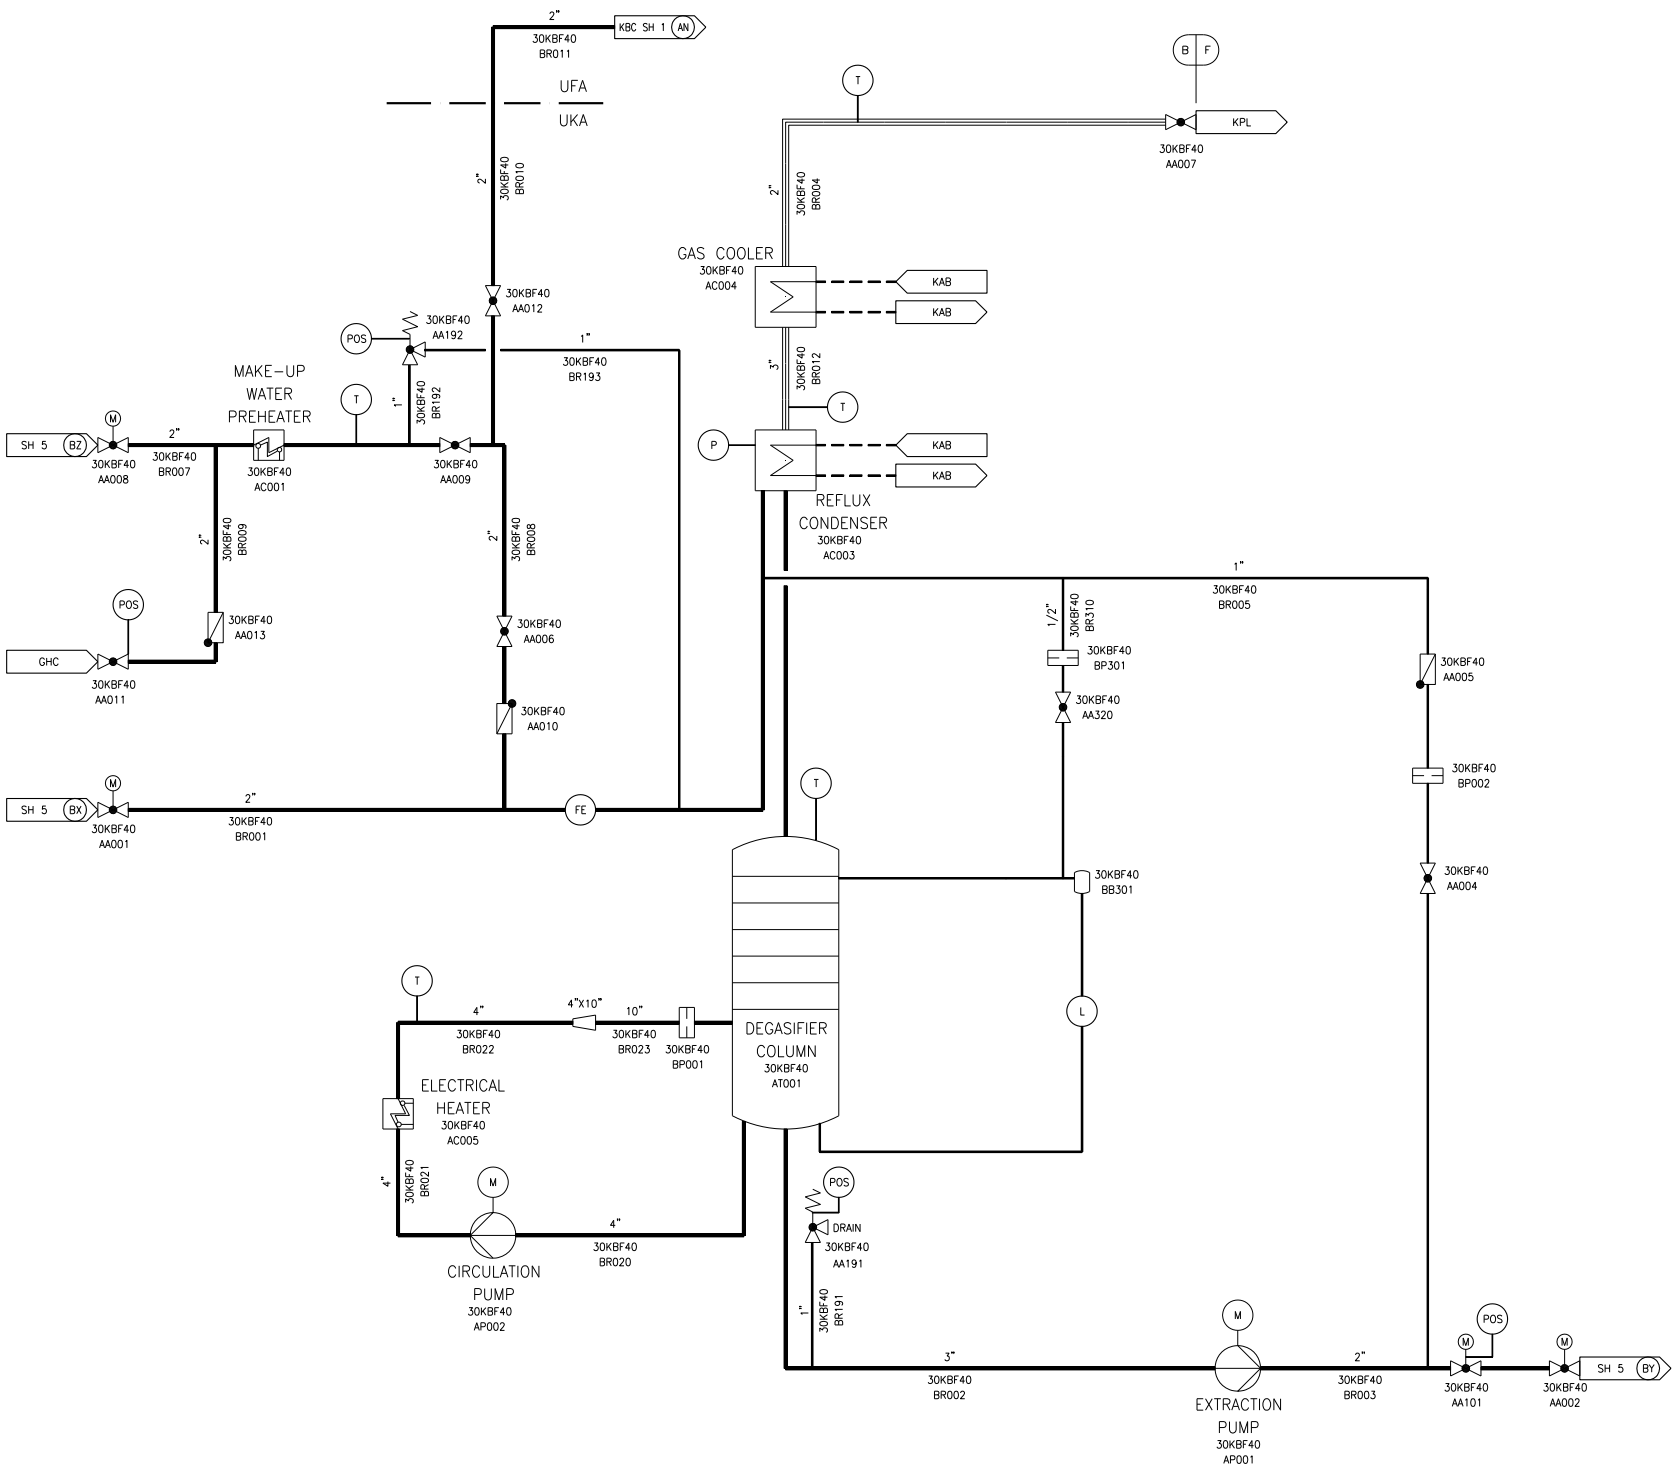 2"
30KBF40
BR011
KBC SH 1
AN
UFA
UKA
B F
T
KPL
30KBF40
AA007
2"
30KBF40
BR010
2"
30KBF40
BR004
GAS COOLER
30KBF40
AC004
KAB
KAB
30KBF40
AA012
30KBF40
AA192
POS
1"
30KBF40
BR193
3"
30KBF40
BR012
MAKE-UP
WATER
PREHEATER
T
1"
30KBF40
BR192
T
P
KAB
KAB
SH 5
BZ
M
30KBF40
AA008
2"
30KBF40
BR007
30KBF40
AC001
30KBF40
AA009
REFLUX
CONDENSER
30KBF40
AC003
2"
30KBF40
BR009
2"
30KBF40
BR008
1"
30KBF40
BR005
POS
30KBF40
AA013
GHC
30KBF40
AA011
30KBF40
AA006
1/2"
30KBF40
BR310
30KBF40
BP301
30KBF40
AA320
30KBF40
AA005
30KBF40
AA010
30KBF40
BP002
SH 5
BX
M
30KBF40
AA001
2"
30KBF40
BR001
FE
T
30KBF40
BB301
30KBF40
AA004
T
4"
30KBF40
BR022
4"X10"
10"
30KBF40
BR023
30KBF40
BP001
DEGASIFIER
COLUMN
30KBF40
AT001
L
ELECTRICAL
HEATER
30KBF40
AC005
4"
30KBF40
BR021
M
4"
30KBF40
BR020
CIRCULATION
PUMP
30KBF40
AP002
POS
DRAIN
30KBF40
AA191
1"
30KBF40
BR191
3"
30KBF40
BR002
M
EXTRACTION
PUMP
30KBF40
AP001
2"
30KBF40
BR003
POS
M
30KBF40
AA101
M
30KBF40
AA002
SH 5
BY